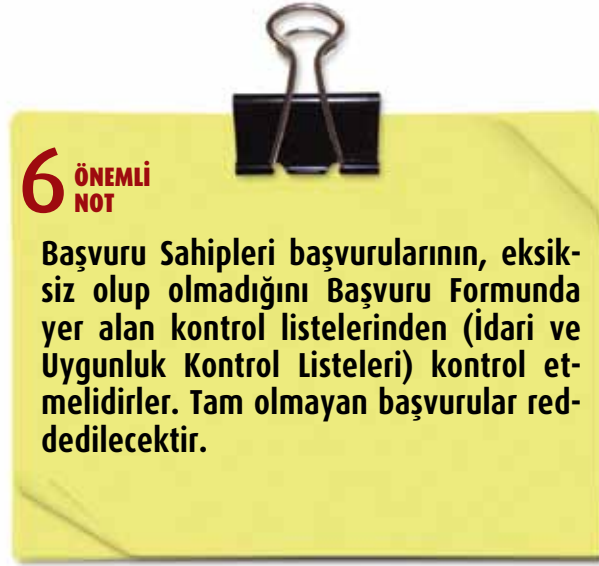 6 ÖNEMLİ
NOT
Başvuru Sahipleri başvurularının, eksik-
siz olup olmadığını Başvuru Formunda
yer alan kontrol listelerinden (İdari ve
Uygunluk Kontrol Listeleri) kontrol et-
melidirler. Tam olmayan başvurular red-
dedilecektir.